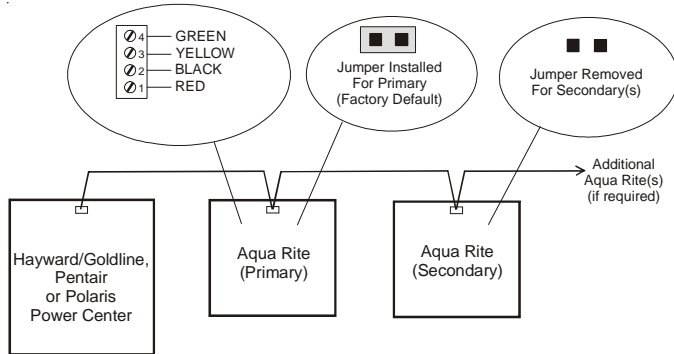 4 GREEN
3 YELLOW
2 BLACK
1 RED
Jumper Installed
For Primary
(Factory Default)
Jumper Removed
For Secondary(s)
Additional
Aqua Rite(s)
(if required)
Hayward/Goldline,
Pentair
or Polaris
Power Center
Aqua Rite
(Primary)
Aqua Rite
(Secondary)